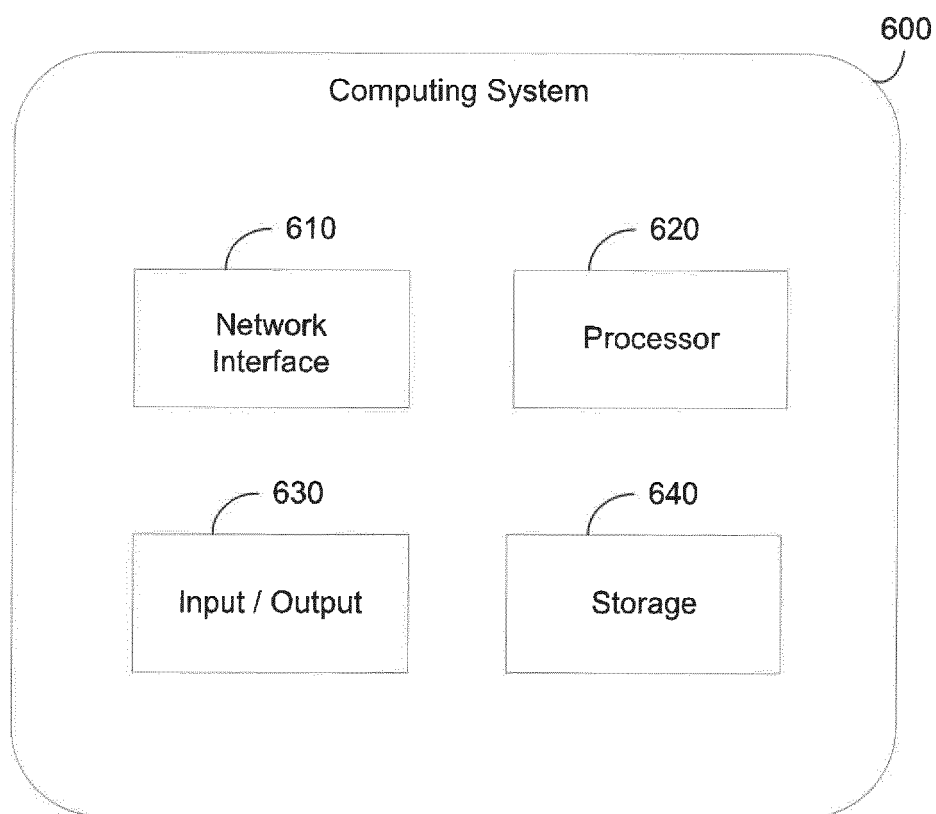 600
Computing System
610
620
Network
Interface
Processor
630
640
Input / Output
Storage